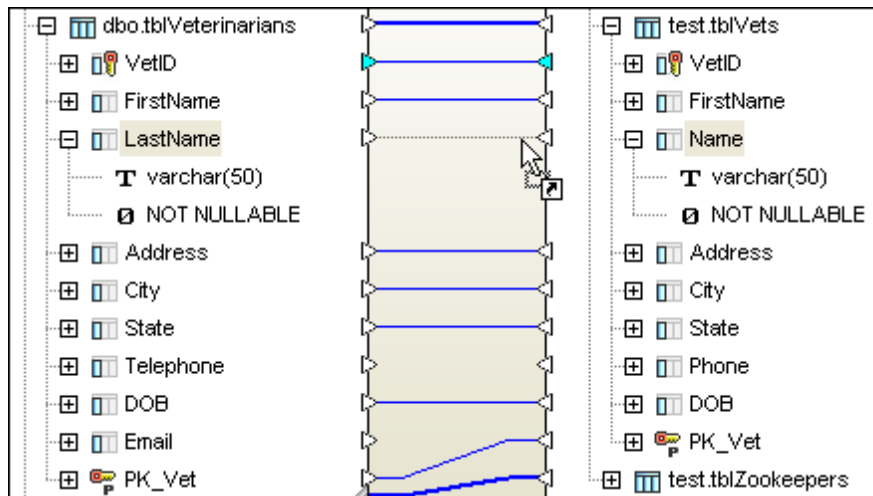 dbo.tblVeterinarians
VetID
FirstName
LastName
T varchar(50)
Ø NOT NULLABLE
Address
City
State
Telephone
DOB
Email
PK_Vet
test.tblVets
VetID
FirstName
Name
T varchar(50)
Ø NOT NULLABLE
Address
City
State
Phone
DOB
PK_Vet
test.tblZookeepers